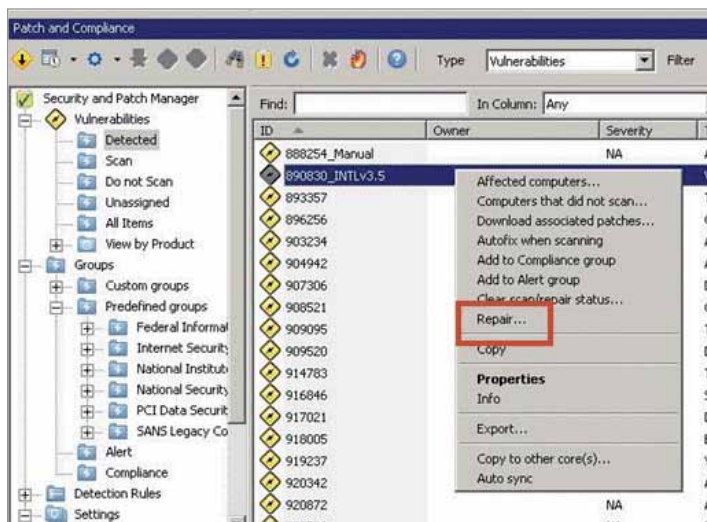 Patch and Compliance
Type Vulnerabilities Filter
Security and Patch Manager
Vulnerabilities
Detected
Scan
Do not Scan
Unassigned
All Items
View by Product
Groups
Custom groups
Predefined groups
Federal Informa
Internet Security
National Institut
National Security
PCI Data Securit
SANS Legacy Co
Alert
Compliance
Detection Rules
Settings
Find: In Column: Any
ID Owner Severity
888254_Manual NA
890830_INTLv3.5
893357
896256
903234
904942
907306
908521
909095
909520
914783
916846
917021
918005
919237
920342
920872 NA
Affected computers...
Computers that did not scan...
Download associated patches...
Autofix when scanning
Add to Compliance group
Add to Alert group
Clear scan/repair status...
Repair...
Copy
Properties
Info
Export...
Copy to other core(s)...
Auto sync